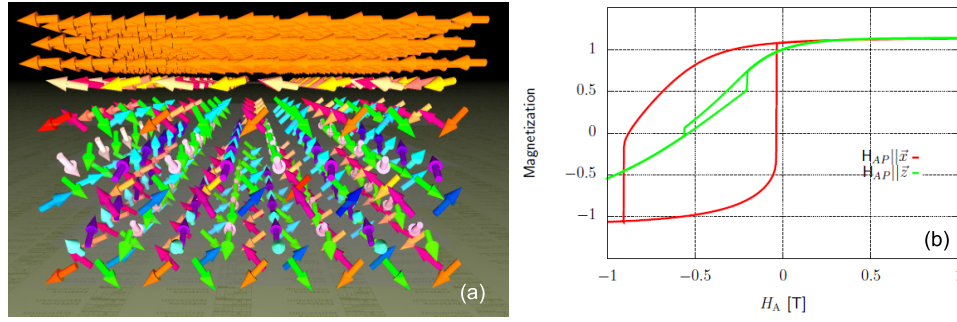 (a)
Magnetization
1
0.5
0
−0.5
−1
H_AP||x⃗
H_AP||z⃗
(b)
−1 −0.5 0 0.5 1
H_A [T]